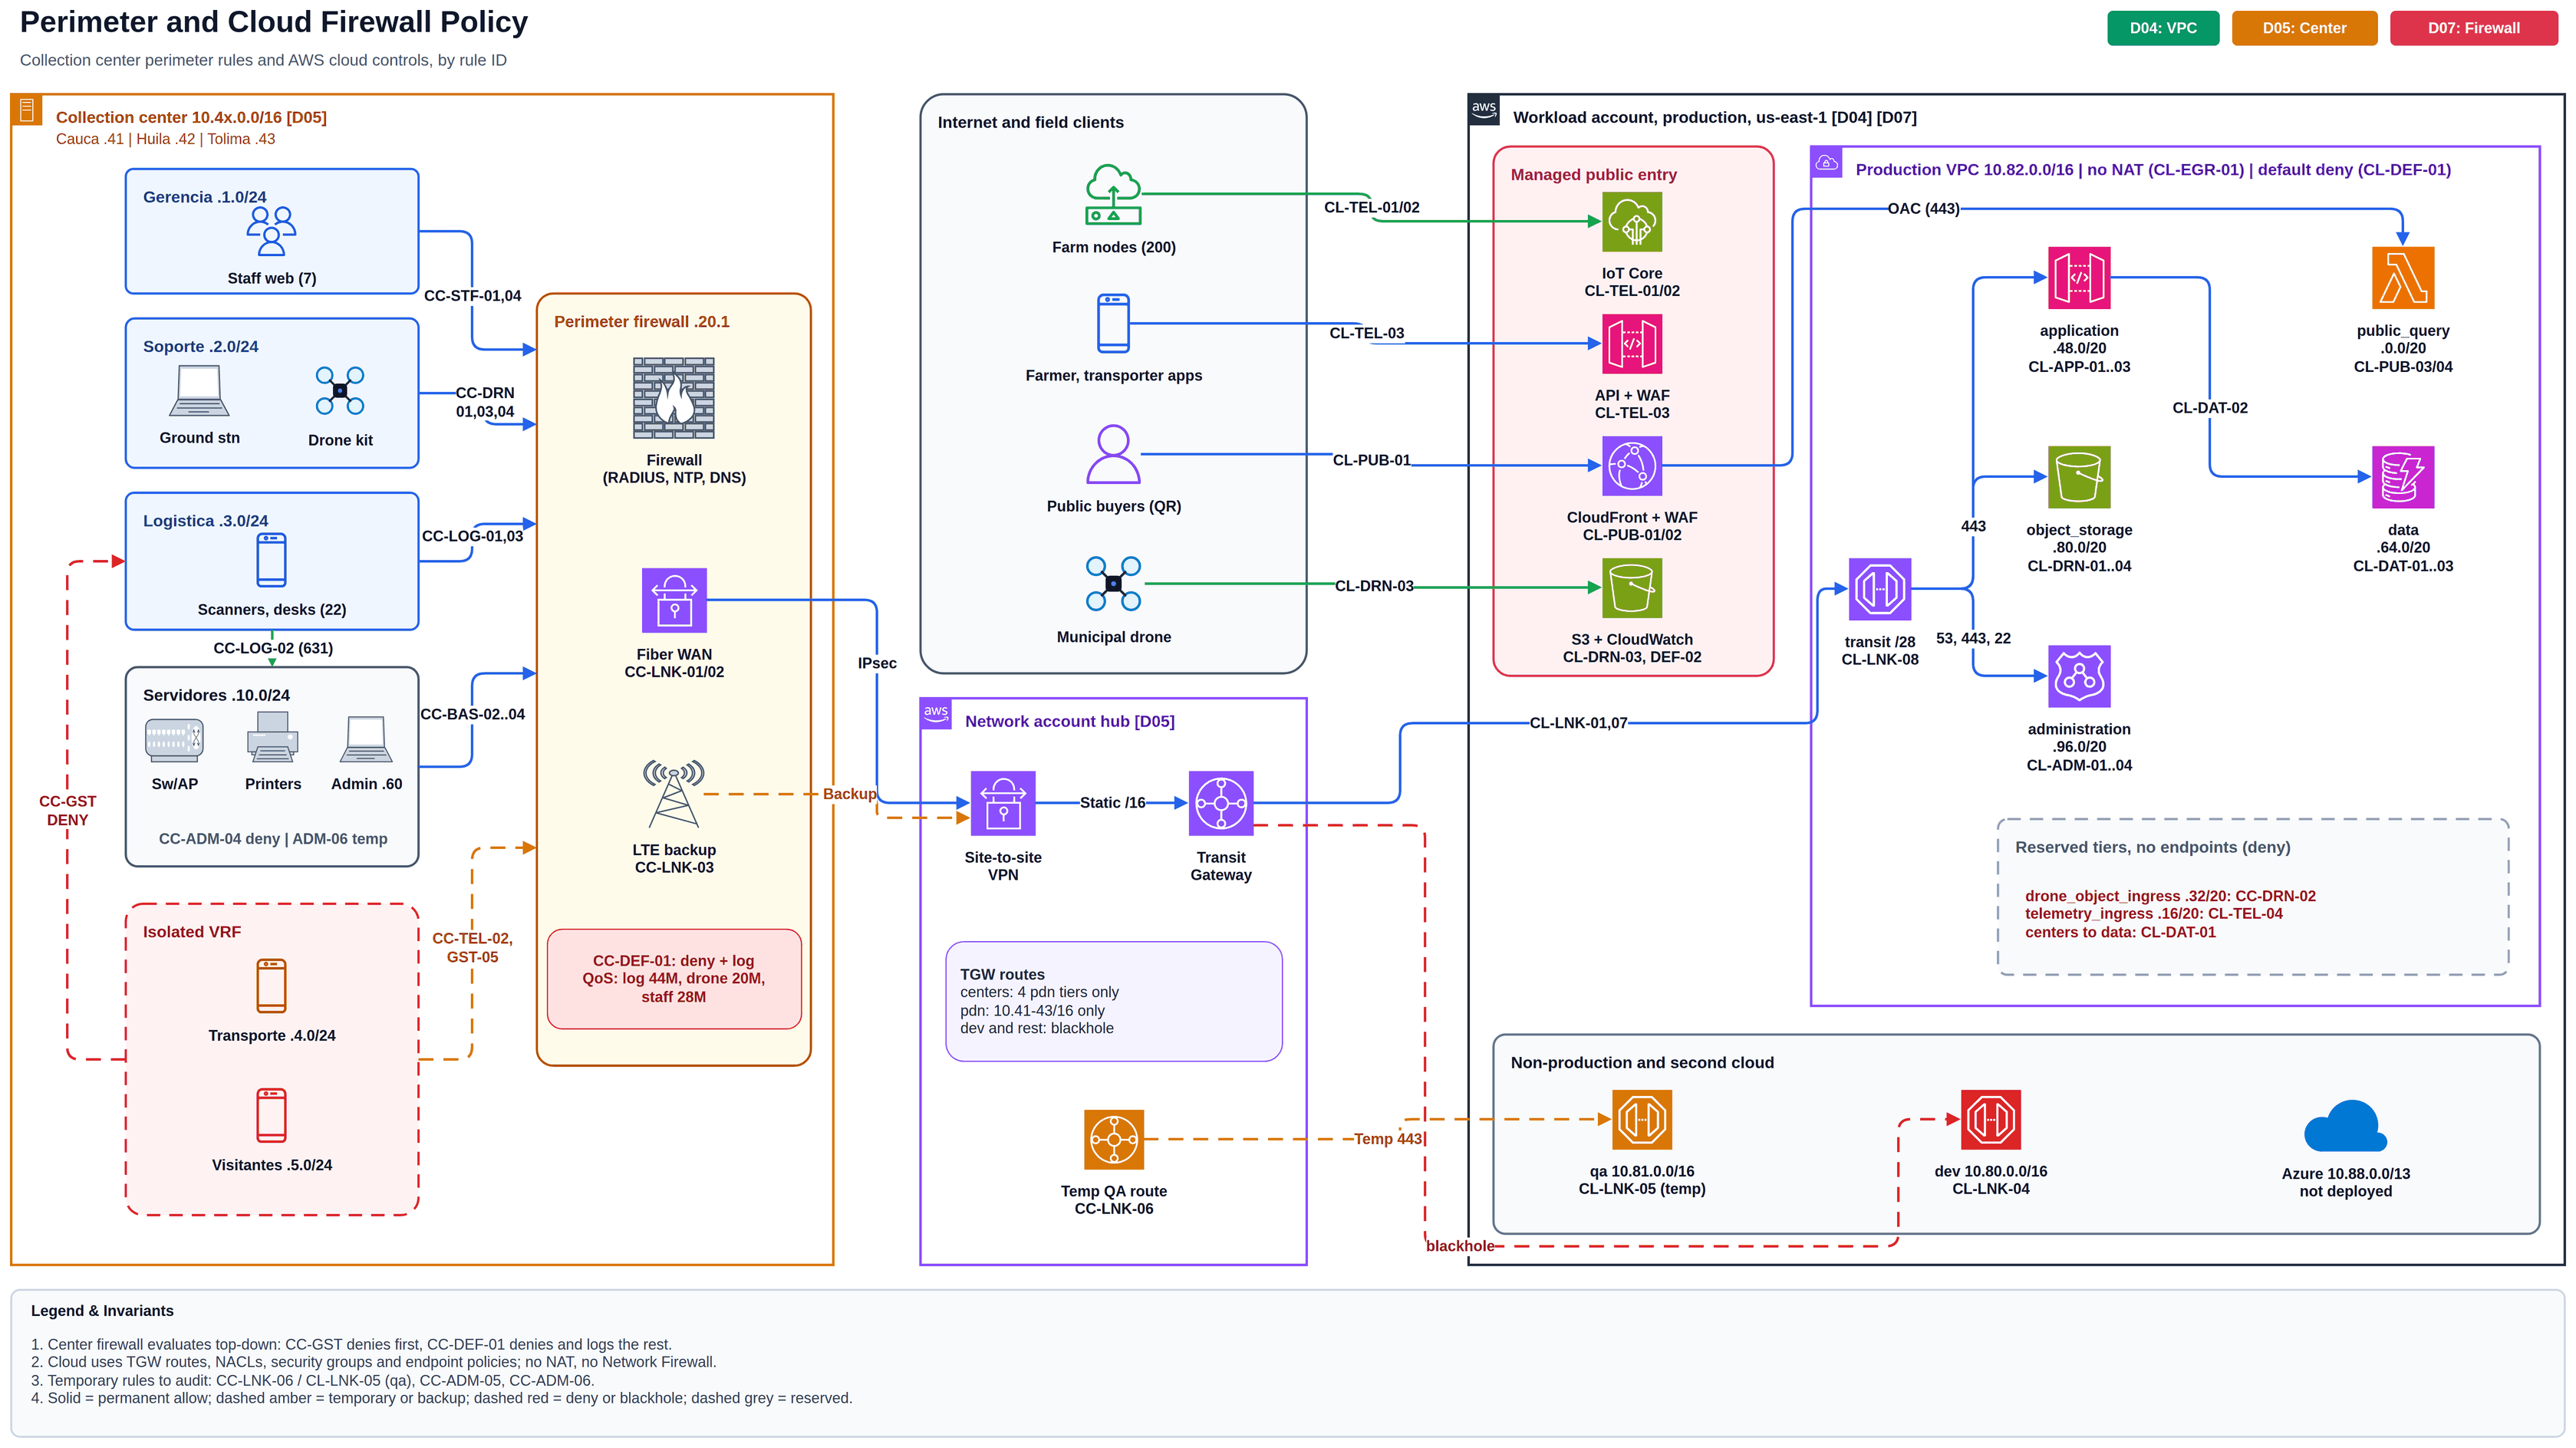 Perimeter and Cloud Firewall Policy
Collection center perimeter rules and AWS cloud controls, by rule ID
D04: VPC
D05: Center
D07: Firewall
Collection center 10.4x.0.0/16 [D05]
Cauca .41 | Huila .42 | Tolima .43
Gerencia .1.0/24
Staff web (7)
CC-STF-01,04
Soporte .2.0/24
Ground stn
Drone kit
CC-DRN
01,03,04
Logistica .3.0/24
Scanners, desks (22)
CC-LOG-01,03
CC-LOG-02 (631)
Servidores .10.0/24
Sw/AP
Printers
Admin .60
CC-ADM-04 deny | ADM-06 temp
CC-BAS-02..04
CC-GST
DENY
Isolated VRF
Transporte .4.0/24
Visitantes .5.0/24
CC-TEL-02,
GST-05
Perimeter firewall .20.1
Firewall
(RADIUS, NTP, DNS)
Fiber WAN
CC-LNK-01/02
LTE backup
CC-LNK-03
CC-DEF-01: deny + log
QoS: log 44M, drone 20M,
staff 28M
IPsec
Backup
Internet and field clients
Farm nodes (200)
Farmer, transporter apps
Public buyers (QR)
Municipal drone
CL-TEL-01/02
CL-TEL-03
CL-PUB-01
CL-DRN-03
aws
Network account hub [D05]
Site-to-site
VPN
Static /16
Transit
Gateway
TGW routes
centers: 4 pdn tiers only
pdn: 10.41-43/16 only
dev and rest: blackhole
Temp QA route
CC-LNK-06
CL-LNK-01,07
Temp 443
blackhole
aws
Workload account, production, us-east-1 [D04] [D07]
Managed public entry
IoT Core
CL-TEL-01/02
API + WAF
CL-TEL-03
CloudFront + WAF
CL-PUB-01/02
S3 + CloudWatch
CL-DRN-03, DEF-02
Production VPC 10.82.0.0/16 | no NAT (CL-EGR-01) | default deny (CL-DEF-01)
OAC (443)
application
.48.0/20
CL-APP-01..03
public_query
.0.0/20
CL-PUB-03/04
CL-DAT-02
443
object_storage
.80.0/20
CL-DRN-01..04
data
.64.0/20
CL-DAT-01..03
transit /28
CL-LNK-08
53, 443, 22
administration
.96.0/20
CL-ADM-01..04
Reserved tiers, no endpoints (deny)
drone_object_ingress .32/20: CC-DRN-02
telemetry_ingress .16/20: CL-TEL-04
centers to data: CL-DAT-01
Non-production and second cloud
qa 10.81.0.0/16
CL-LNK-05 (temp)
dev 10.80.0.0/16
CL-LNK-04
Azure 10.88.0.0/13
not deployed
Legend & Invariants
1. Center firewall evaluates top-down: CC-GST denies first, CC-DEF-01 denies and logs the rest.
2. Cloud uses TGW routes, NACLs, security groups and endpoint policies; no NAT, no Network Firewall.
3. Temporary rules to audit: CC-LNK-06 / CL-LNK-05 (qa), CC-ADM-05, CC-ADM-06.
4. Solid = permanent allow; dashed amber = temporary or backup; dashed red = deny or blackhole; dashed grey = reserved.